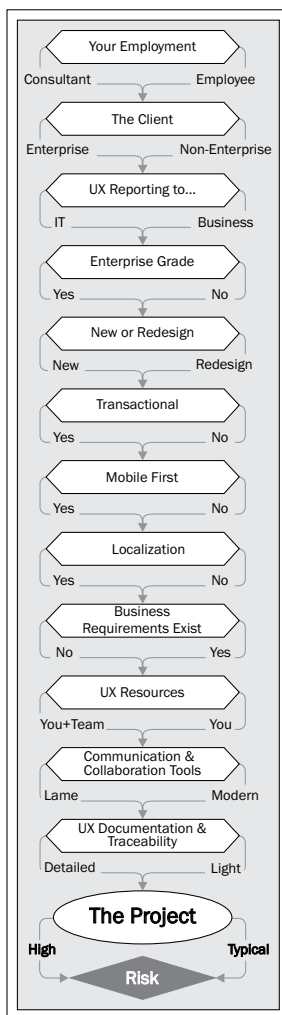 Your Employment
Consultant Employee
The Client
Enterprise Non-Enterprise
UX Reporting to...
IT Business
Enterprise Grade
Yes No
New or Redesign
New Redesign
Transactional
Yes No
Mobile First
Yes No
Localization
Yes No
Business
Requirements Exist
No Yes
UX Resources
You+Team You
Communication &
Collaboration Tools
Lame Modern
UX Documentation &
Traceability
Detailed Light
The Project
High Typical
Risk